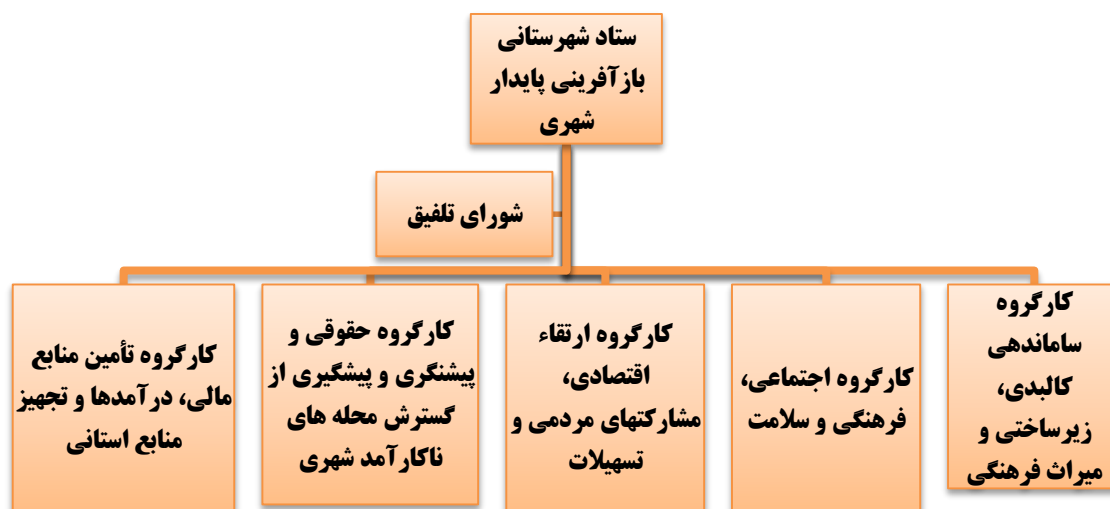 ستاد شهرستانی
بازآفرینی پایدار
شهری
شورای تلفیق
کارگروه
ساماندهی
کالبدی،
زیرساختی و
میراث فرهنگی
کارگروه اجتماعی،
فرهنگی و سلامت
کارگروه ارتقاء
اقتصادی،
مشارکتهای مردمی و
تسهیلات
کارگروه حقوقی و
پیشنگری و پیشگیری از
گسترش محله های
ناکارآمد شهری
کارگروه تأمین منابع
مالی، درآمدها و تجهیز
منابع استانی